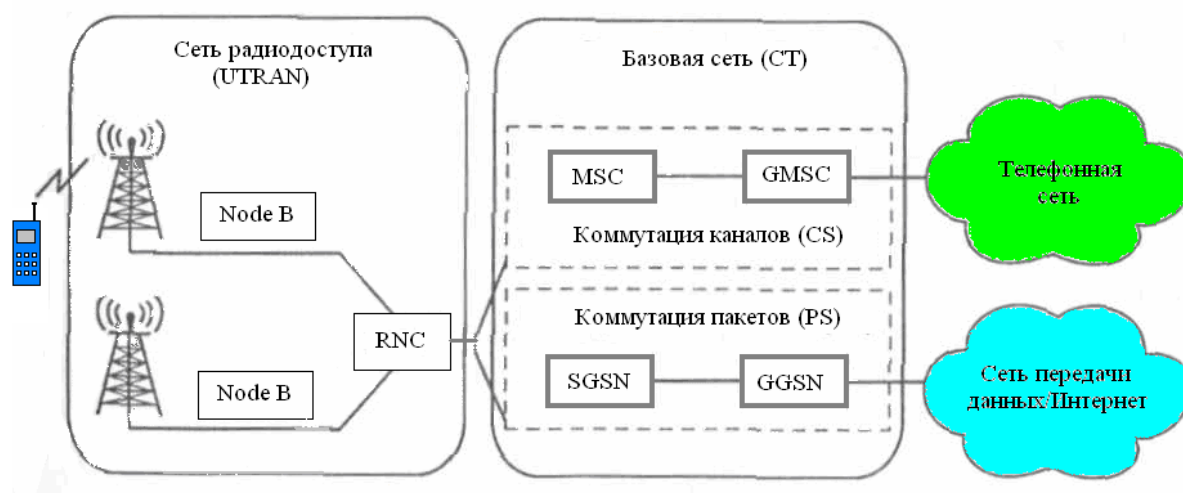 Сеть радиодоступа
(UTRAN)
Node B
Node B
RNC
Базовая сеть (СТ)
MSC
GMSC
Коммутация каналов (CS)
Коммутация пакетов (PS)
SGSN
GGSN
Телефонная
сеть
Сеть передачи
данных/Интернет